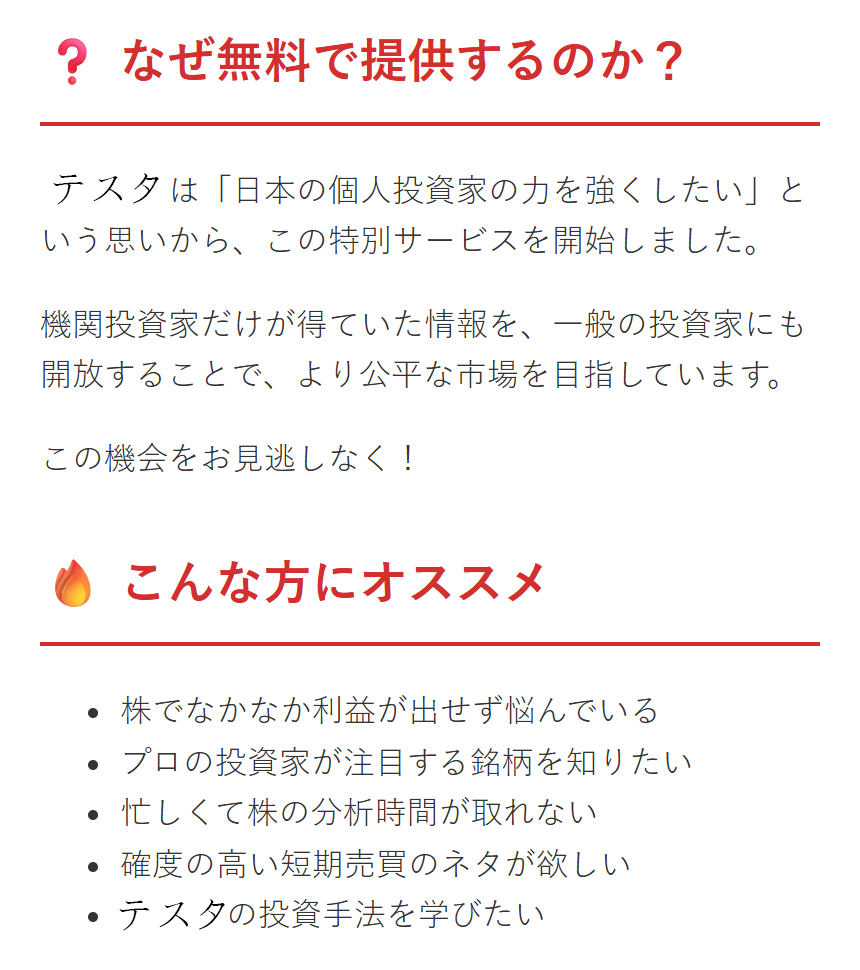 ❓ なぜ無料で提供するのか？
テスタは「日本の個人投資家の力を強くしたい」と
いう思いから、この特別サービスを開始しました。
機関投資家だけが得ていた情報を、一般の投資家にも
開放することで、より公平な市場を目指しています。
この機会をお見逃しなく！
🔥 こんな方にオススメ
• 株でなかなか利益が出せず悩んでいる
• プロの投資家が注目する銘柄を知りたい
• 忙しくて株の分析時間が取れない
• 確度の高い短期売買のネタが欲しい
• テスタの投資手法を学びたい